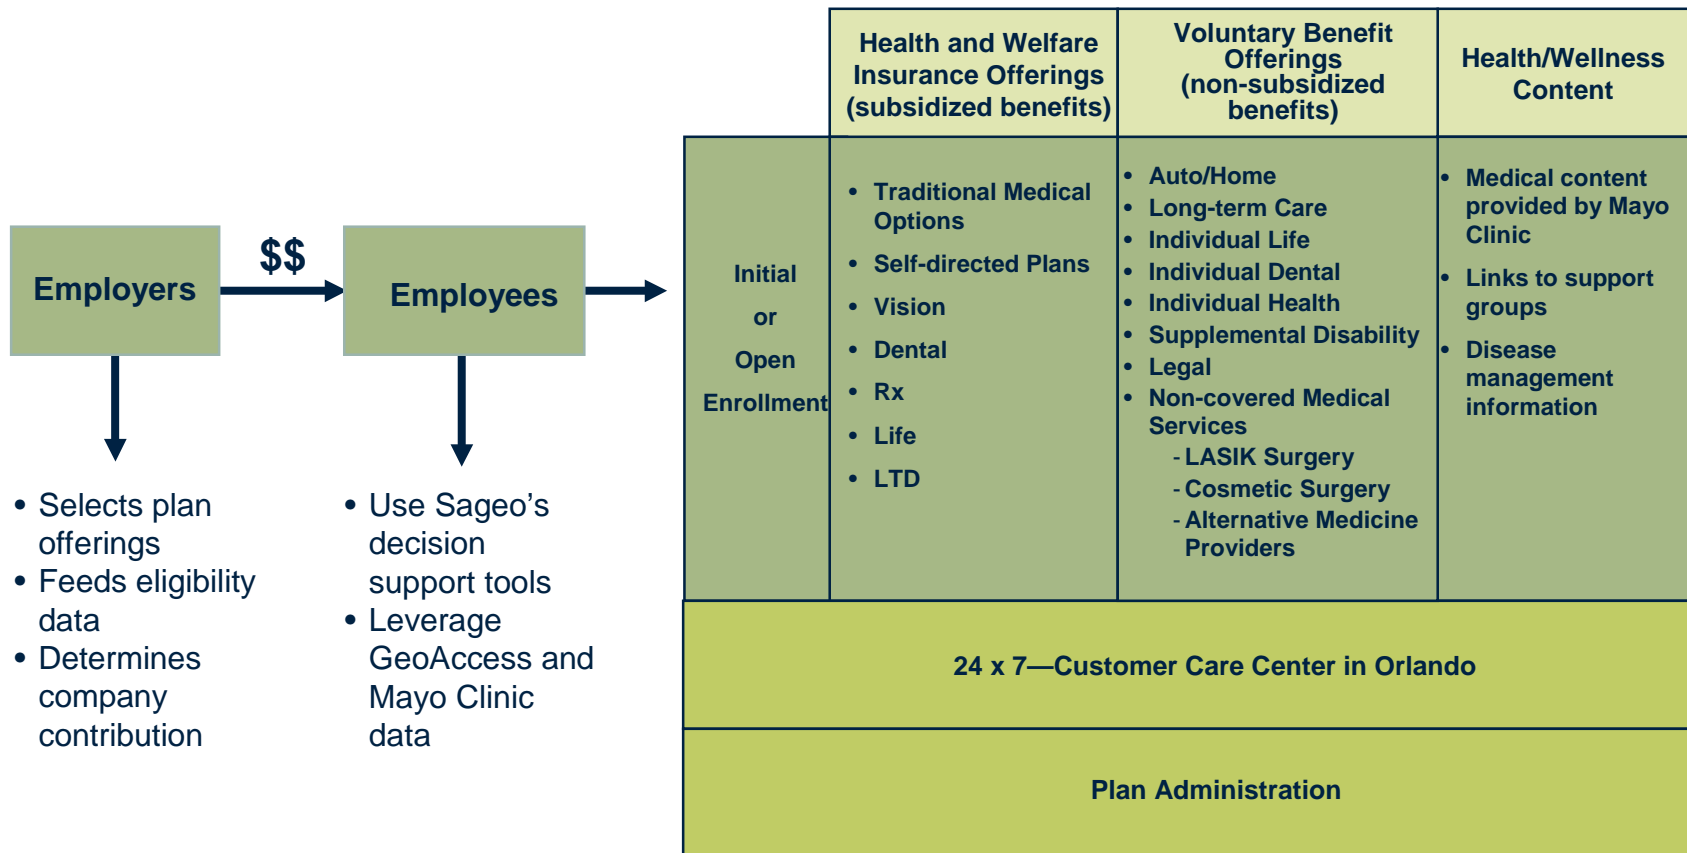 Employers
$$
Employees
• Selects plan
offerings
• Feeds eligibility
data
• Determines
company
contribution
• Use Sageo’s
decision
support tools
• Leverage
GeoAccess and
Mayo Clinic
data
Health and Welfare
Insurance Offerings
(subsidized benefits)
Voluntary Benefit
Offerings
(non-subsidized
benefits)
Health/Wellness
Content
Initial
or
Open
Enrollment
• Traditional Medical
Options
• Self-directed Plans
• Vision
• Dental
• Rx
• Life
• LTD
• Auto/Home
• Long-term Care
• Individual Life
• Individual Dental
• Individual Health
• Supplemental Disability
• Legal
• Non-covered Medical
Services
- LASIK Surgery
- Cosmetic Surgery
- Alternative Medicine
Providers
• Medical content
provided by Mayo
Clinic
• Links to support
groups
• Disease
management
information
24 x 7—Customer Care Center in Orlando
Plan Administration